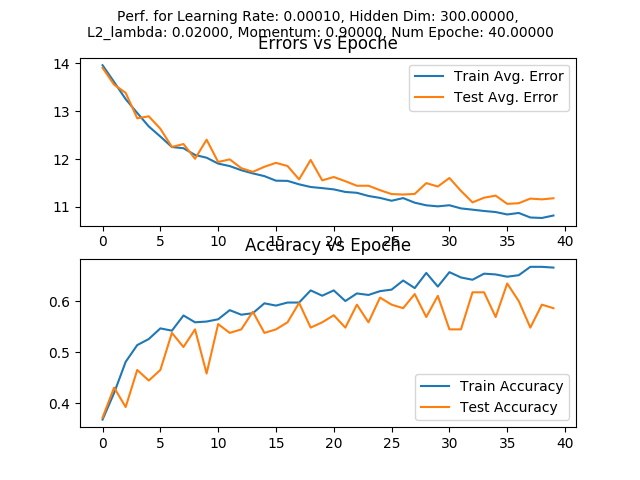 Perf. for Learning Rate: 0.00010, Hidden Dim: 300.00000,
L2_lambda: 0.02000, Momentum: 0.90000, Num Epoche: 40.00000
Errors vs Epoche
14
13
12
11
Train Avg. Error
Test Avg. Error
0 5 10 15 20 25 30 35 40
Accuracy vs Epoche
0.6
0.5
0.4
Train Accuracy
Test Accuracy
0 5 10 15 20 25 30 35 40